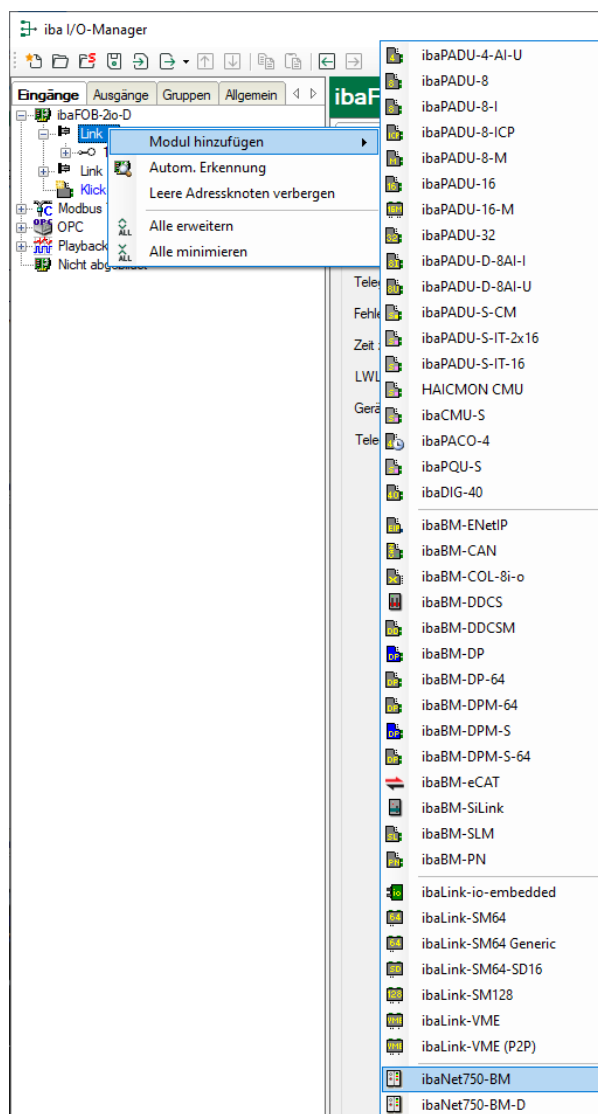 iba I/O-Manager
Eingänge Ausgänge Gruppen Allgemein
ibaF
ibaFOB-2io-D
Link
1
Link
Klick
Modbus
OPC
Playback
Nicht abgebildet
Modul hinzufügen
Autom. Erkennung
Leere Adressknoten verbergen
Alle erweitern
Alle minimieren
Tele
Fehle
Zeit
LWL
Gerä
Tele
ibaPADU-4-AI-U
ibaPADU-8
ibaPADU-8-I
ibaPADU-8-ICP
ibaPADU-8-M
ibaPADU-16
ibaPADU-16-M
ibaPADU-32
ibaPADU-D-8AI-I
ibaPADU-D-8AI-U
ibaPADU-S-CM
ibaPADU-S-IT-2x16
ibaPADU-S-IT-16
HAICMON CMU
ibaCMU-S
ibaPACO-4
ibaPQU-S
ibaDIG-40
ibaBM-ENetIP
ibaBM-CAN
ibaBM-COL-8i-o
ibaBM-DDCS
ibaBM-DDCSM
ibaBM-DP
ibaBM-DP-64
ibaBM-DPM-64
ibaBM-DPM-S
ibaBM-DPM-S-64
ibaBM-eCAT
ibaBM-SiLink
ibaBM-SLM
ibaBM-PN
ibaLink-io-embedded
ibaLink-SM64
ibaLink-SM64 Generic
ibaLink-SM64-SD16
ibaLink-SM128
ibaLink-VME
ibaLink-VME (P2P)
ibaNet750-BM
ibaNet750-BM-D